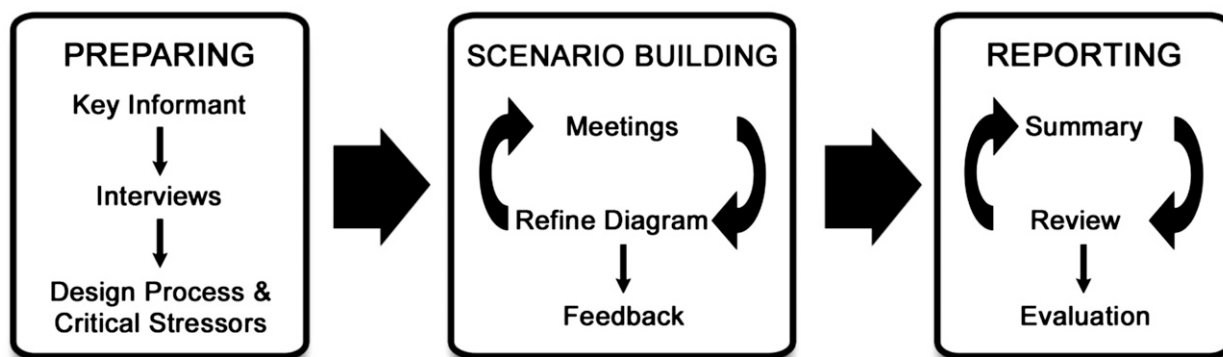 PREPARING
Key Informant
Interviews
Design Process &
Critical Stressors
SCENARIO BUILDING
Meetings
Refine Diagram
Feedback
REPORTING
Summary
Review
Evaluation